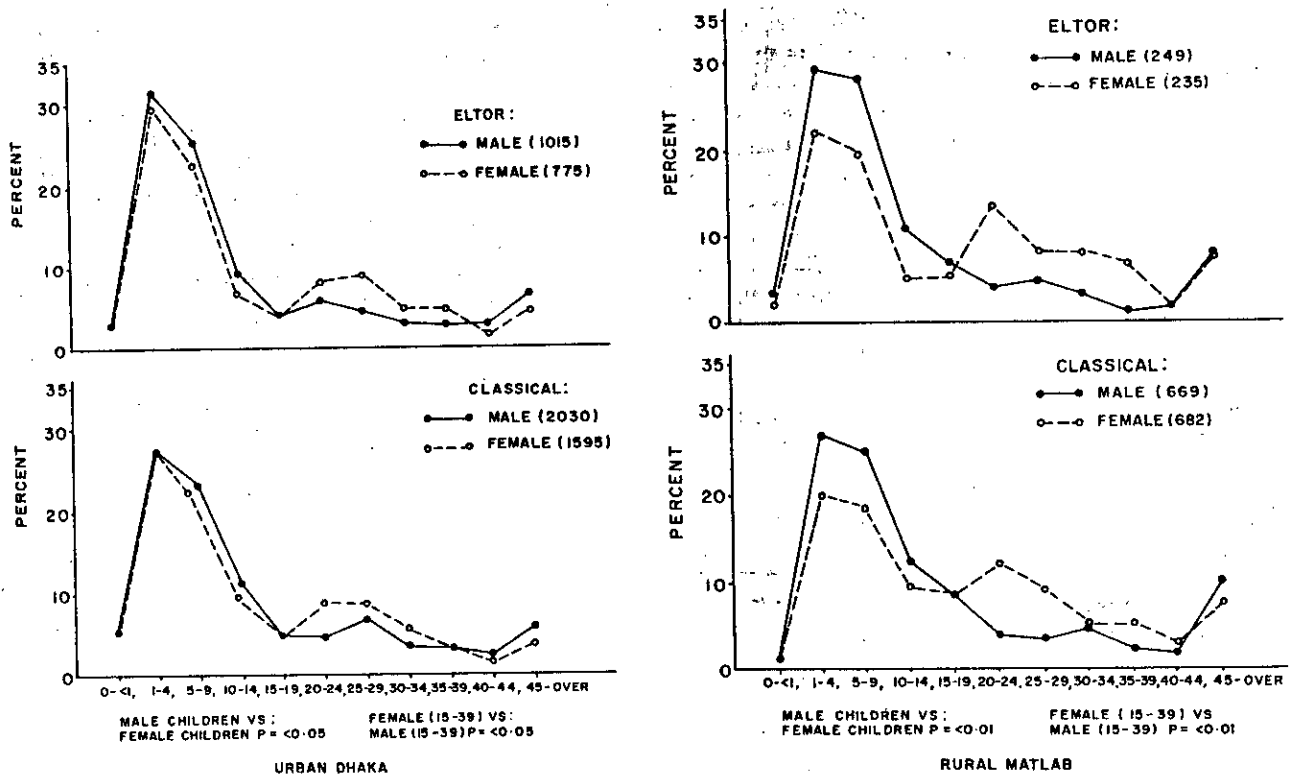 35
30
20
10
0
PERCENT
ELTOR:
MALE (1015)
FEMALE (775)
35
30
20
10
0
PERCENT
CLASSICAL:
MALE (2030)
FEMALE (1595)
0-<1, 1-4, 5-9, 10-14, 15-19, 20-24, 25-29, 30-34, 35-39, 40-44, 45-OVER
MALE CHILDREN VS:
FEMALE CHILDREN P = <0.05
FEMALE (15-39) VS:
MALE (15-39) P = <0.05
URBAN DHAKA
35
30
20
10
0
PERCENT
ELTOR:
MALE (249)
FEMALE (235)
35
30
20
10
0
PERCENT
CLASSICAL:
MALE (669)
FEMALE (682)
0-<1, 1-4, 5-9, 10-14, 15-19, 20-24, 25-29, 30-34, 35-39, 40-44, 45-OVER
MALE CHILDREN VS:
FEMALE CHILDREN P = <0.01
FEMALE (15-39) VS
MALE (15-39) P = <0.01
RURAL MATLAB